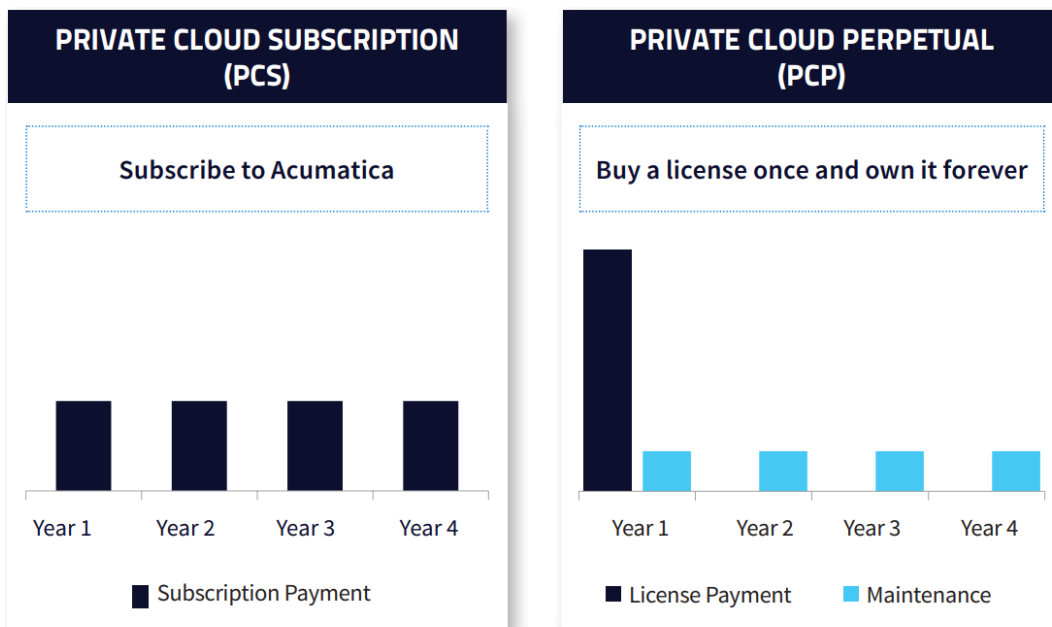 PRIVATE CLOUD SUBSCRIPTION
(PCS)
Subscribe to Acumatica
Year 1 Year 2 Year 3 Year 4
Subscription Payment
PRIVATE CLOUD PERPETUAL
(PCP)
Buy a license once and own it forever
Year 1 Year 2 Year 3 Year 4
License Payment Maintenance